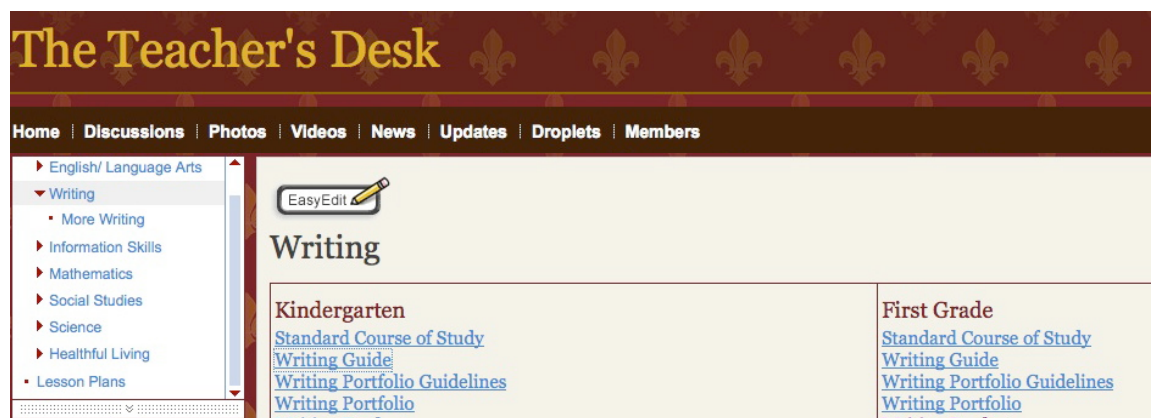 The Teacher's Desk
Home Discussions Photos Videos News Updates Droplets Members
English/ Language Arts
Writing
More Writing
Information Skills
Mathematics
Social Studies
Science
Healthful Living
Lesson Plans
EasyEdit
Writing
Kindergarten
Standard Course of Study
Writing Guide
Writing Portfolio Guidelines
Writing Portfolio
First Grade
Standard Course of Study
Writing Guide
Writing Portfolio Guidelines
Writing Portfolio